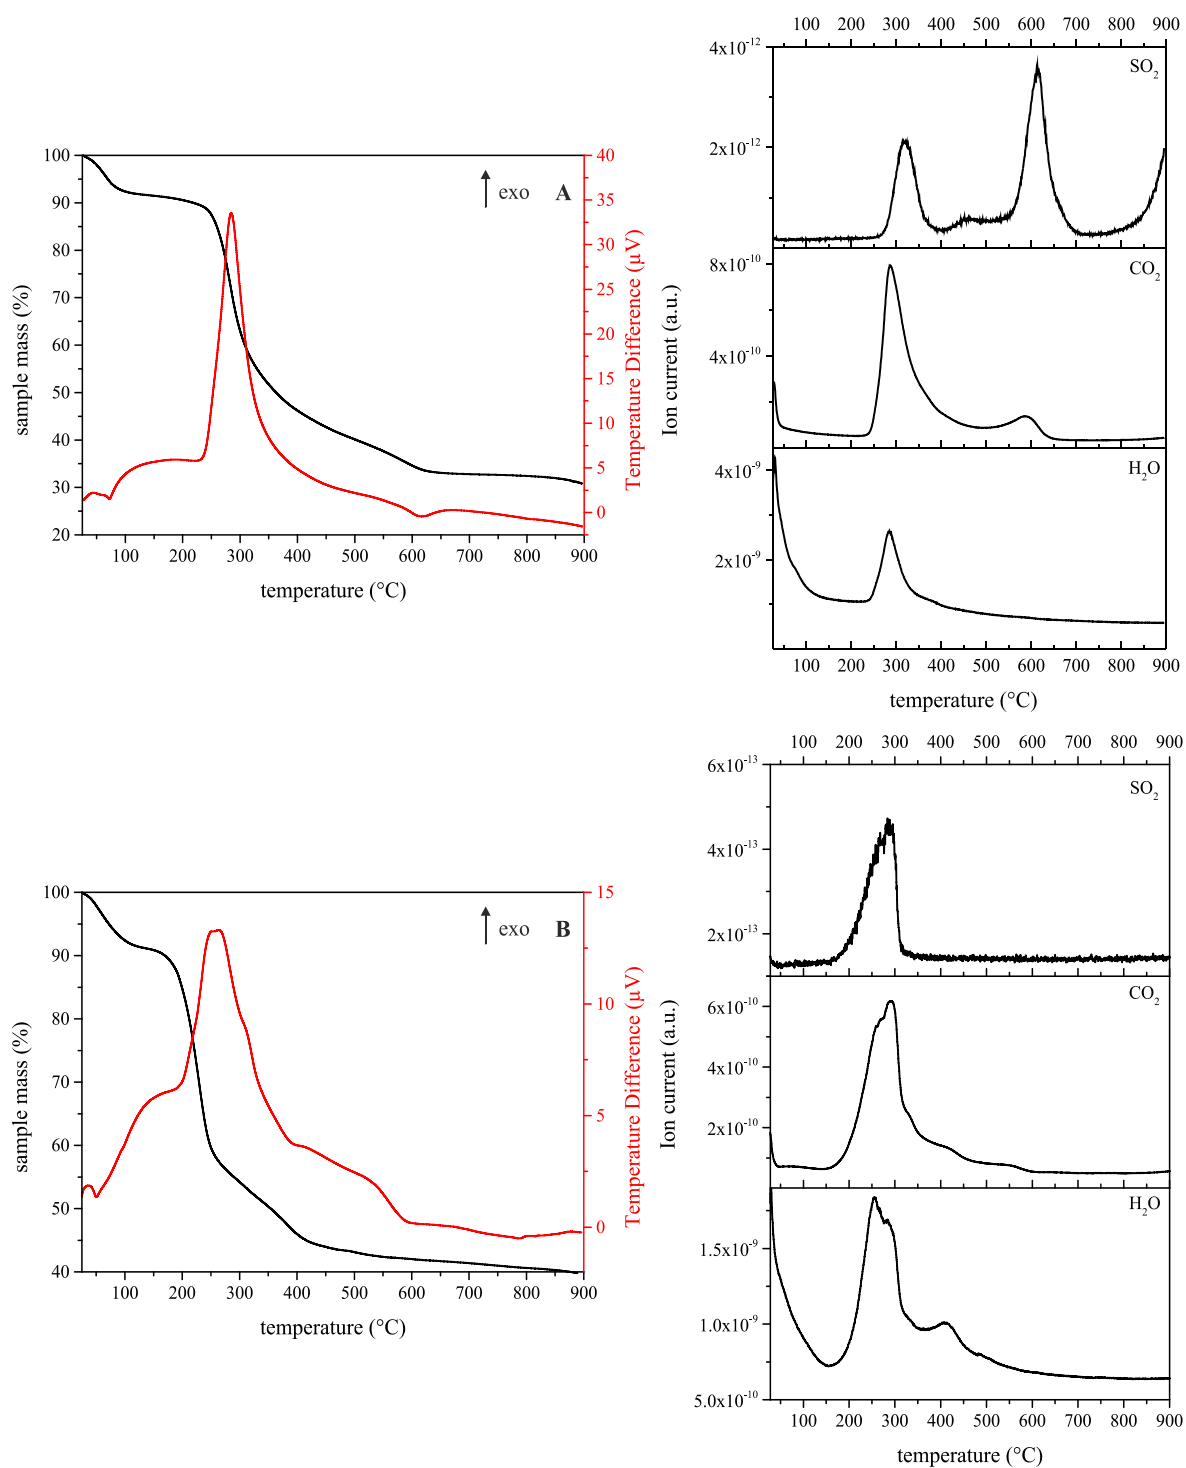 100 200 300 400 500 600 700 800 900
4x10-12
2x10-12
SO2
8x10-10
4x10-10
CO2
4x10-9
2x10-9
H2O
Ion current (a.u.)
100 200 300 400 500 600 700 800 900
temperature (°C)
100
90
80
70
60
50
40
30
20
sample mass (%)
exo A
40
35
30
25
20
15
10
5
0
Temperature Difference (µV)
100 200 300 400 500 600 700 800 900
temperature (°C)
100 200 300 400 500 600 700 800 900
6x10-13
4x10-13
2x10-13
SO2
6x10-10
4x10-10
2x10-10
CO2
1.5x10-9
1.0x10-9
5.0x10-10
H2O
Ion current (a.u.)
100 200 300 400 500 600 700 800 900
temperature (°C)
100
90
80
70
60
50
40
sample mass (%)
exo B
15
10
5
0
Temperature Difference (µV)
100 200 300 400 500 600 700 800 900
temperature (°C)